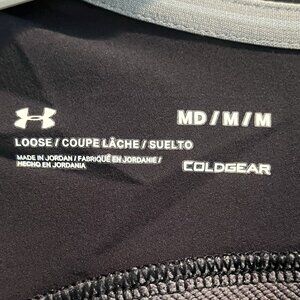 MD / M / M
LOOSE / COUPE LÂCHE / SUELTO
MADE IN JORDAN / FABRIQUÉ EN JORDANIE /
HECHO EN JORDANIA
COLDGEAR